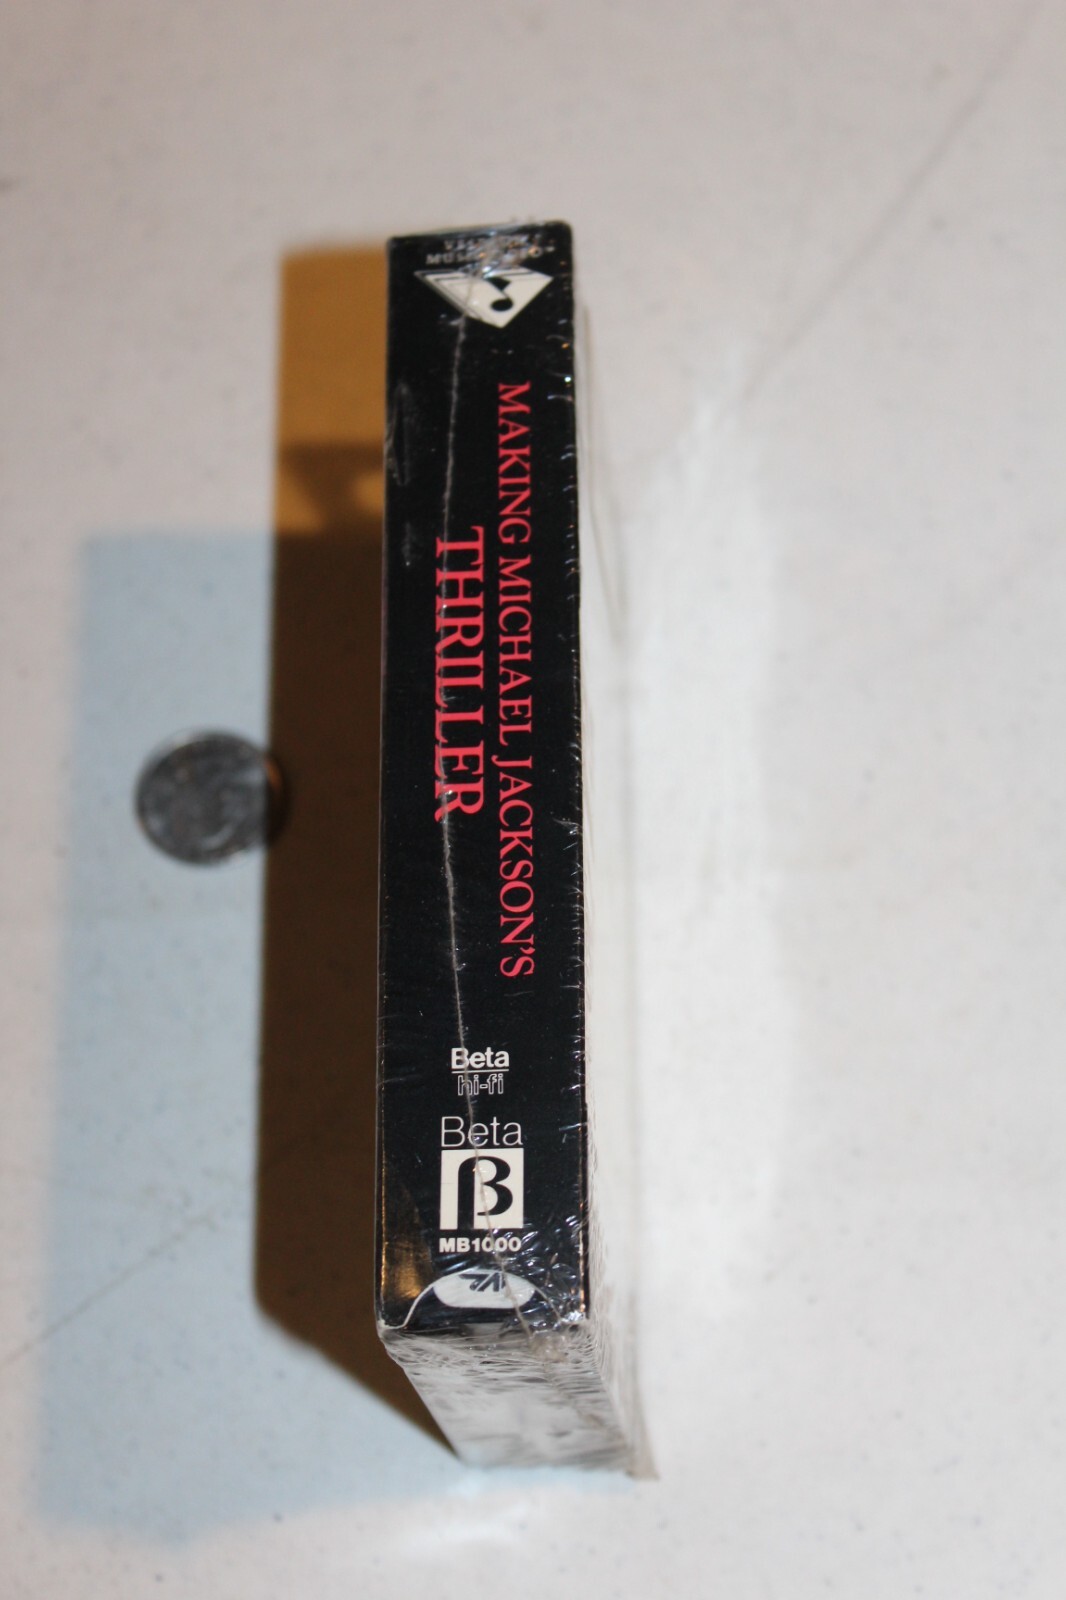 MAKING MICHAEL JACKSON'S
THRILLER
Beta
hi-fi
Beta
β
MB1000